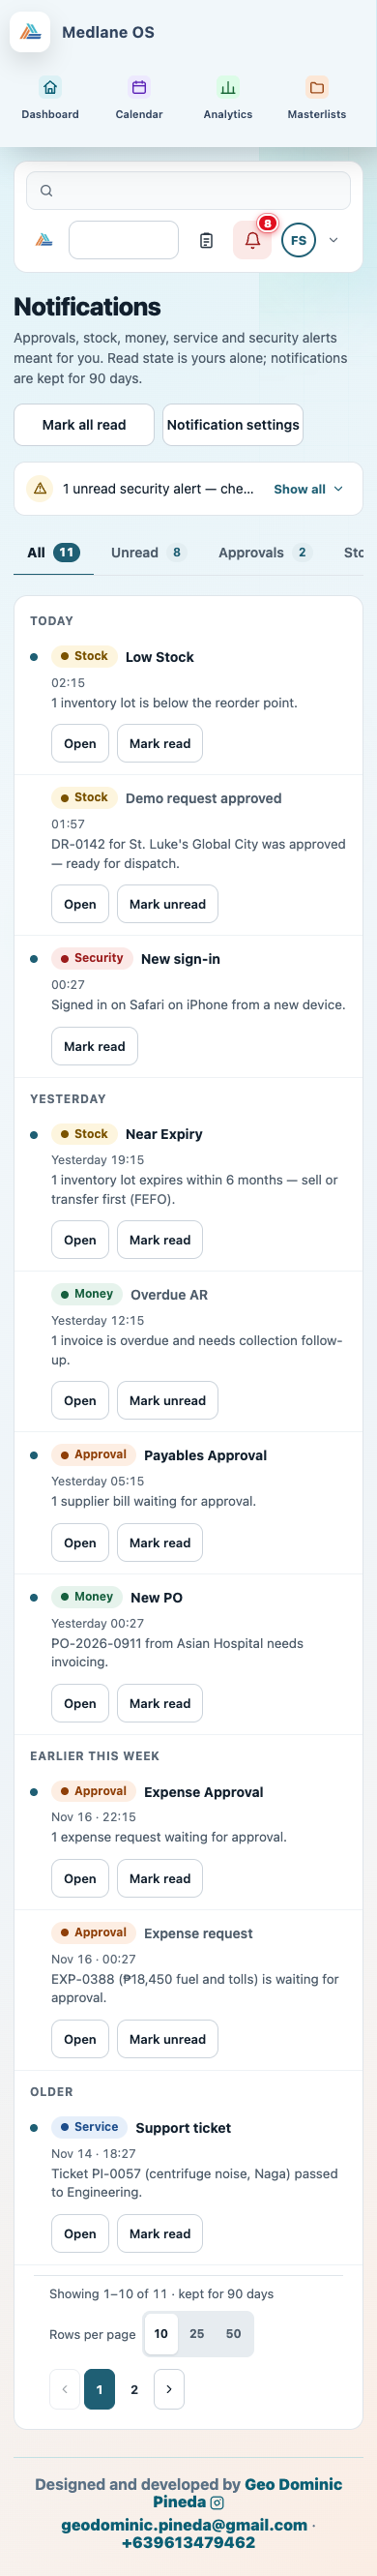 Medlane OS
Dashboard Calendar Analytics Masterlists
8
FS
Notifications
Approvals, stock, money, service and security alerts
meant for you. Read state is yours alone; notifications
are kept for 90 days.
Mark all read Notification settings
1 unread security alert — che... Show all
All 11 Unread 8 Approvals 2 Sto
TODAY
Stock Low Stock
02:15
1 inventory lot is below the reorder point.
Open Mark read
Stock Demo request approved
01:57
DR-0142 for St. Luke's Global City was approved
— ready for dispatch.
Open Mark unread
Security New sign-in
00:27
Signed in on Safari on iPhone from a new device.
Mark read
YESTERDAY
Stock Near Expiry
Yesterday 19:15
1 inventory lot expires within 6 months — sell or
transfer first (FEFO).
Open Mark read
Money Overdue AR
Yesterday 12:15
1 invoice is overdue and needs collection follow-
up.
Open Mark unread
Approval Payables Approval
Yesterday 05:15
1 supplier bill waiting for approval.
Open Mark read
Money New PO
Yesterday 00:27
PO-2026-0911 from Asian Hospital needs
invoicing.
Open Mark read
EARLIER THIS WEEK
Approval Expense Approval
Nov 16 · 22:15
1 expense request waiting for approval.
Open Mark read
Approval Expense request
Nov 16 · 00:27
EXP-0388 (₱18,450 fuel and tolls) is waiting for
approval.
Open Mark unread
OLDER
Service Support ticket
Nov 14 · 18:27
Ticket PI-0057 (centrifuge noise, Naga) passed
to Engineering.
Open Mark read
Showing 1–10 of 11 · kept for 90 days
Rows per page 10 25 50
1 2
Designed and developed by Geo Dominic
Pineda
geodominic.pineda@gmail.com ·
+639613479462